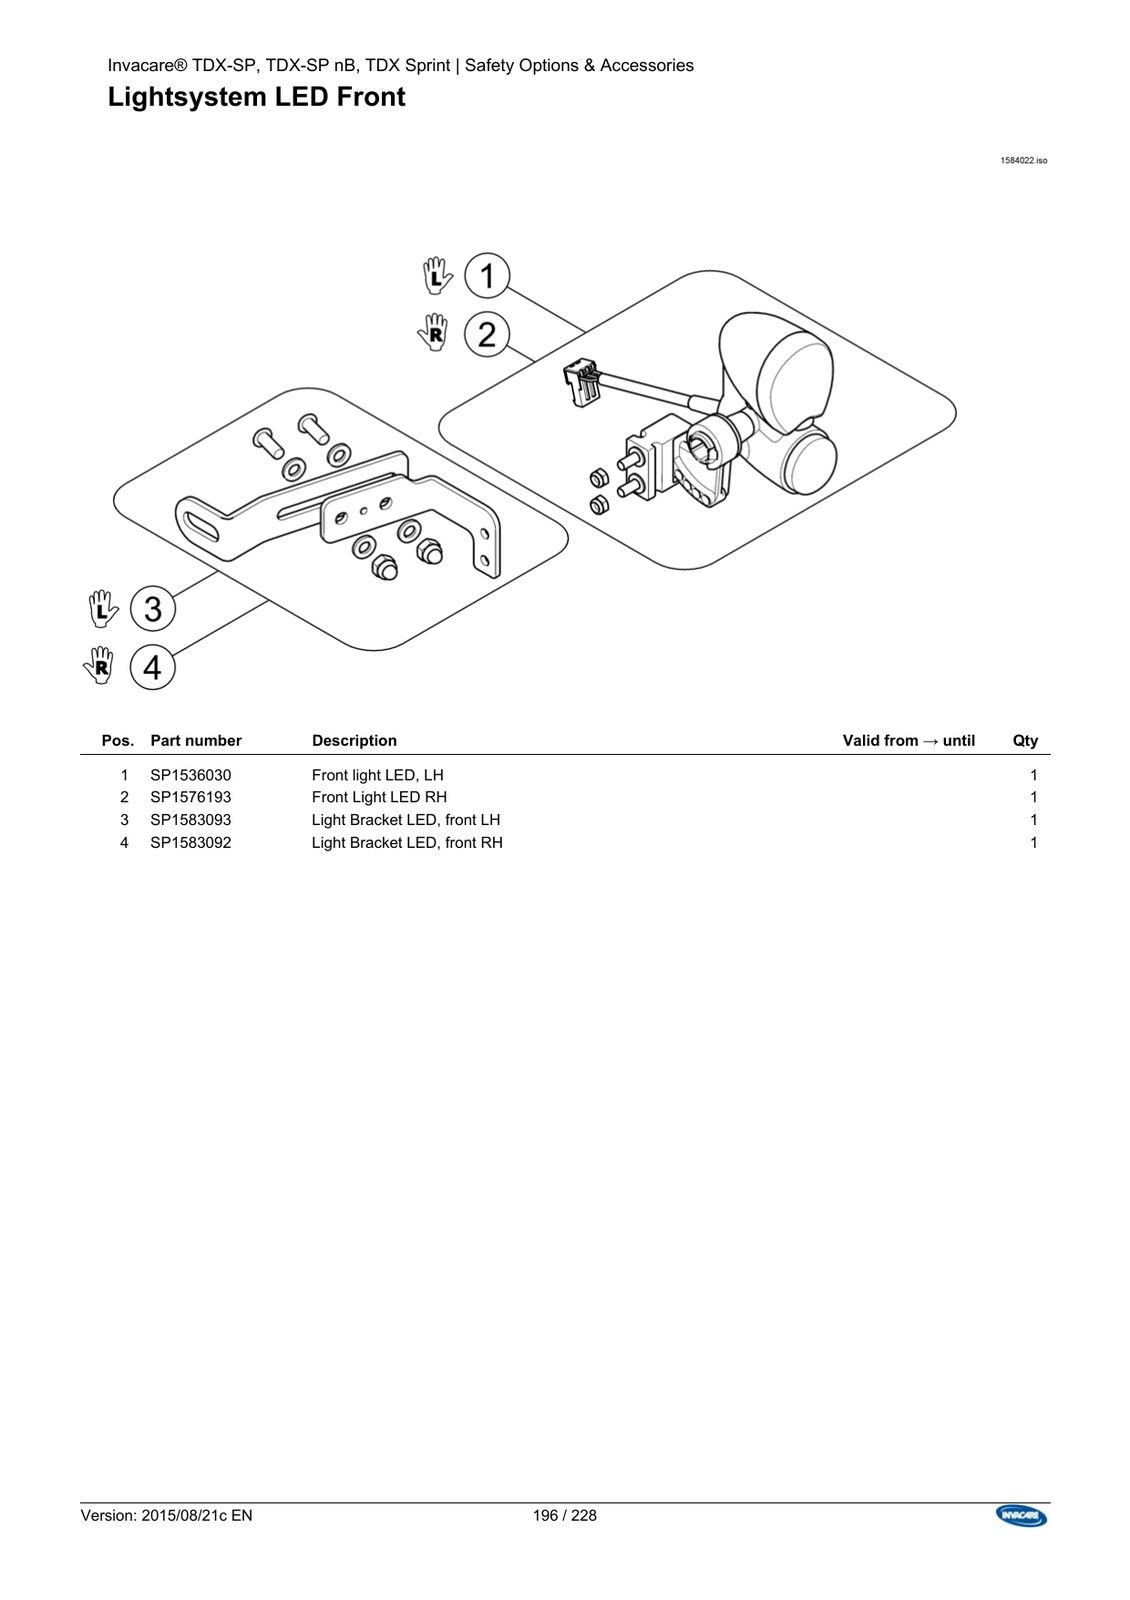 Invacare® TDX-SP, TDX-SP nB, TDX Sprint | Safety Options & Accessories
Lightsystem LED Front
1584022.iso
L 1
R 2
L 3
R 4
Pos. Part number Description Valid from → until Qty
1 SP1536030 Front light LED, LH 1
2 SP1576193 Front Light LED RH 1
3 SP1583093 Light Bracket LED, front LH 1
4 SP1583092 Light Bracket LED, front RH 1
Version: 2015/08/21c EN 196 / 228 INVACARE